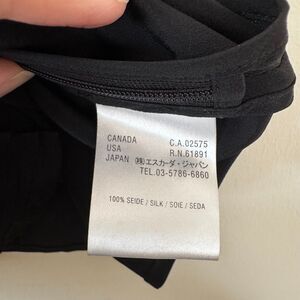 CANADA C.A.02575
USA R.N.61891
JAPAN ㈱エスカーダ・ジャパン
TEL.03-5786-6860
100% SEIDE / SILK / SOIE / SEDA